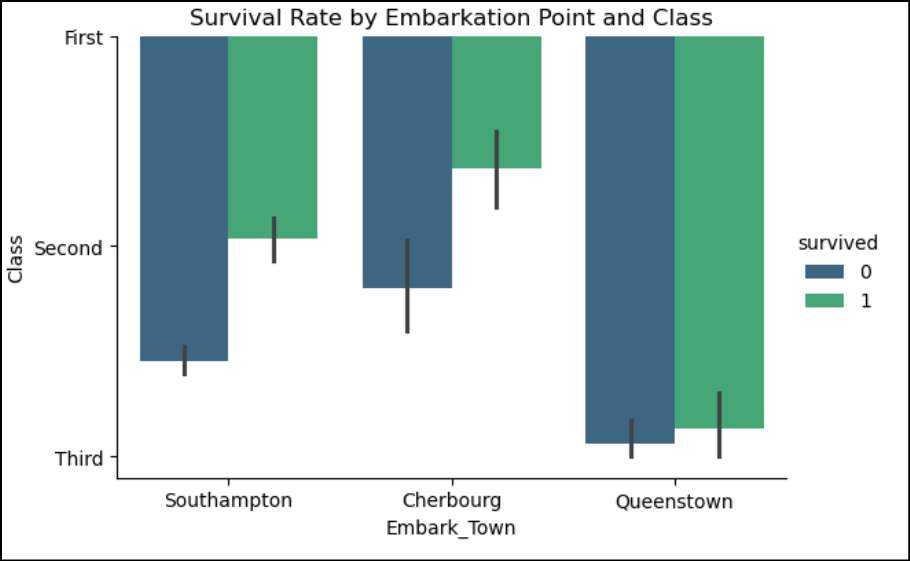 Survival Rate by Embarkation Point and Class
First
Second
Third
Class
Southampton
Cherbourg
Queenstown
Embark_Town
survived
0
1